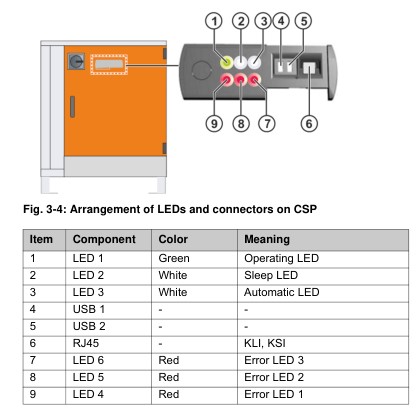 1 2 3 4 5
9 8 7 6
Fig. 3-4: Arrangement of LEDs and connectors on CSP
Item Component Color Meaning
1 LED 1 Green Operating LED
2 LED 2 White Sleep LED
3 LED 3 White Automatic LED
4 USB 1 - -
5 USB 2 - -
6 RJ45 - KLI, KSI
7 LED 6 Red Error LED 3
8 LED 5 Red Error LED 2
9 LED 4 Red Error LED 1